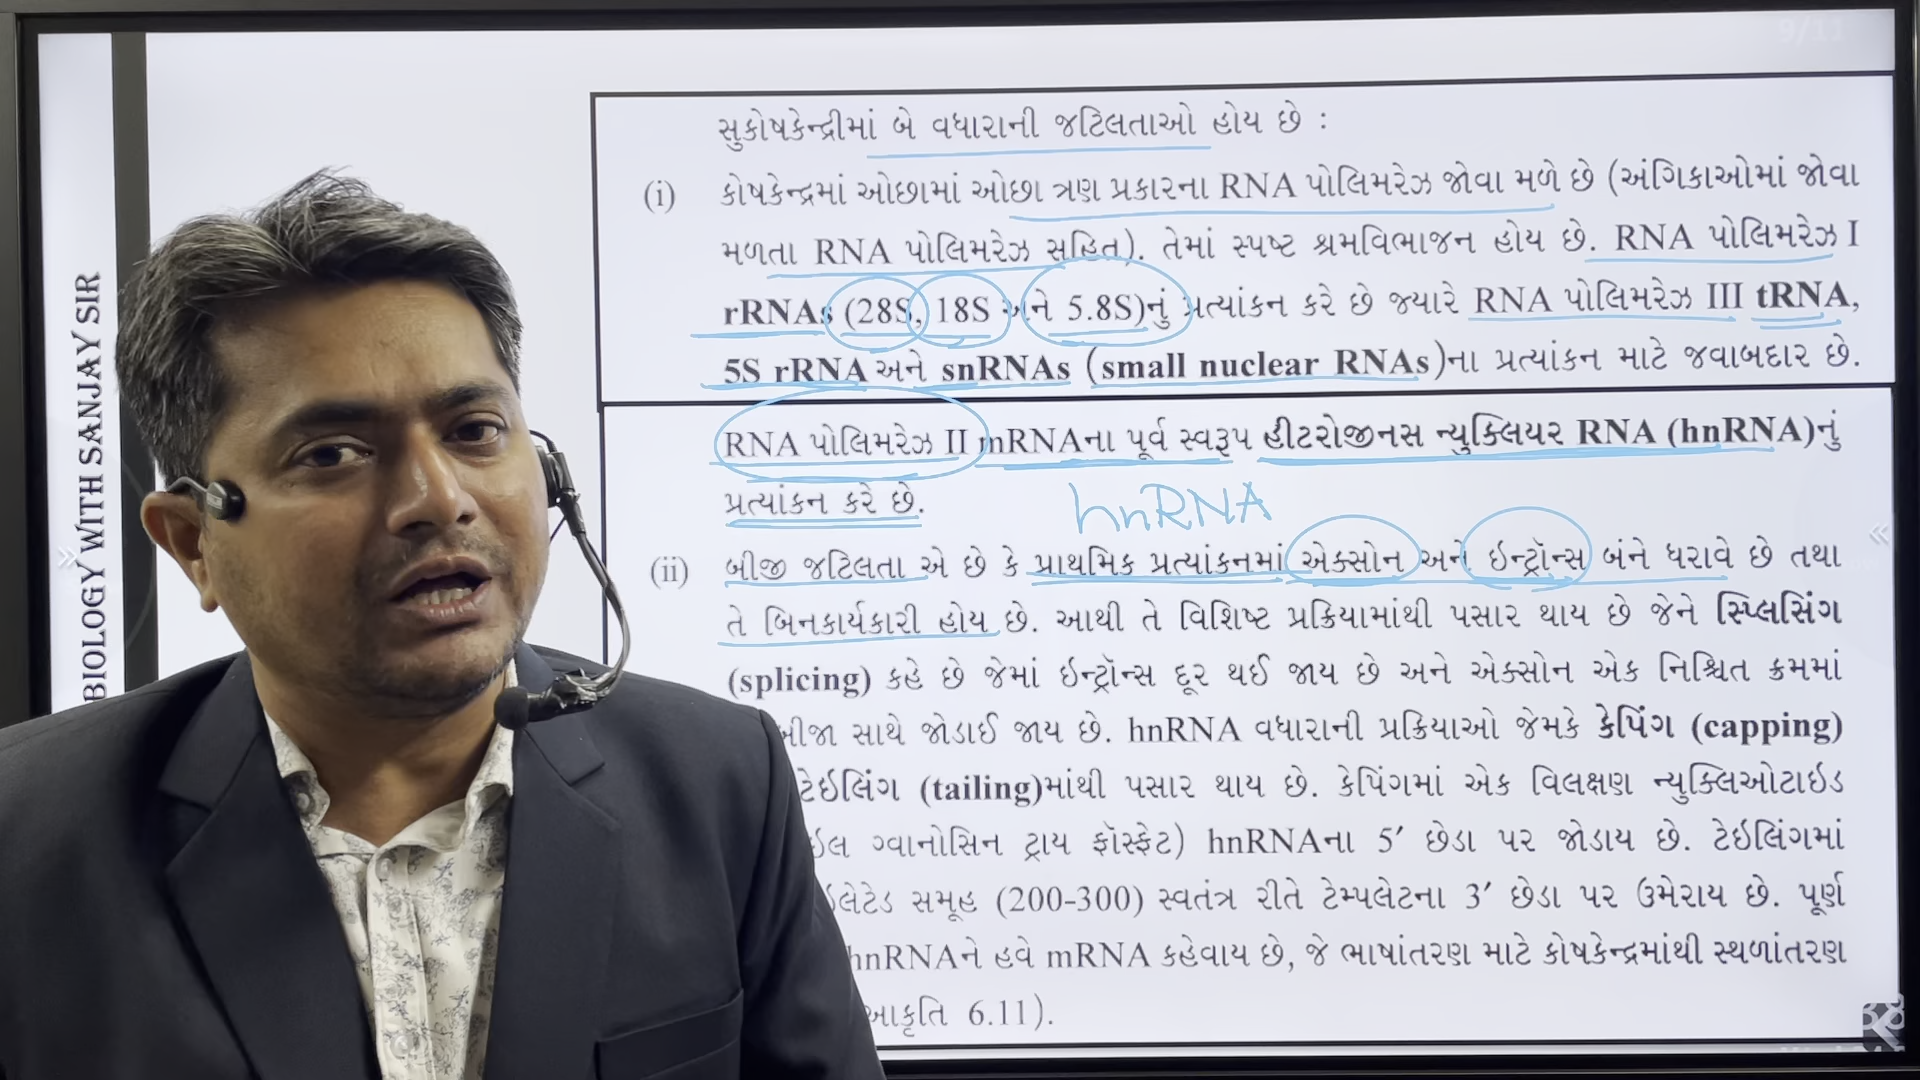 BIOLOGY WITH SANJAY SIR
9/11
સુકોષકેન્દ્રીમાં બે વધારાની જટિલતાઓ હોય છે :
(i) કોષકેન્દ્રમાં ઓછામાં ઓછા ત્રણ પ્રકારના RNA પોલિમરેઝ જોવા મળે છે (અંગિકાઓમાં જોવા
મળતા RNA પોલિમરેઝ સહિત). તેમાં સ્પષ્ટ શ્રમવિભાજન હોય છે. RNA પોલિમરેઝ I
rRNAs (28S, 18S અને 5.8S)નું પ્રત્યાંકન કરે છે જ્યારે RNA પોલિમરેઝ III tRNA,
5S rRNA અને snRNAs (small nuclear RNAs)ના પ્રત્યાંકન માટે જવાબદાર છે.
RNA પોલિમરેઝ II mRNAના પૂર્વ સ્વરૂપ હીટરોજીનસ ન્યુક્લિયર RNA (hnRNA)નું
પ્રત્યાંકન કરે છે.
hnRNA
(ii) બીજી જટિલતા એ છે કે પ્રાથમિક પ્રત્યાંકનમાં એક્સોન અને ઇન્ટ્રૉન્સ બંને ધરાવે છે તથા
તે બિનકાર્યકારી હોય છે. આથી તે વિશિષ્ટ પ્રક્રિયામાંથી પસાર થાય છે જેને સ્પ્લિસિંગ
(splicing) કહે છે જેમાં ઇન્ટ્રૉન્સ દૂર થઈ જાય છે અને એક્સોન એક નિશ્ચિત ક્રમમાં
બીજા સાથે જોડાઈ જાય છે. hnRNA વધારાની પ્રક્રિયાઓ જેમકે કેપિંગ (capping)
ટેઇલિંગ (tailing)માંથી પસાર થાય છે. કેપિંગમાં એક વિલક્ષણ ન્યુક્લિઓટાઇડ
ગ્વાનોસિન ટ્રાય ફૉસ્ફેટ) hnRNAના 5′ છેડા પર જોડાય છે. ટેઇલિંગમાં
સમૂહ (200-300) સ્વતંત્ર રીતે ટેમ્પલેટના 3′ છેડા પર ઉમેરાય છે. પૂર્ણ
hnRNAને હવે mRNA કહેવાય છે, જે ભાષાંતરણ માટે કોષકેન્દ્રમાંથી સ્થળાંતરણ
આકૃતિ 6.11).